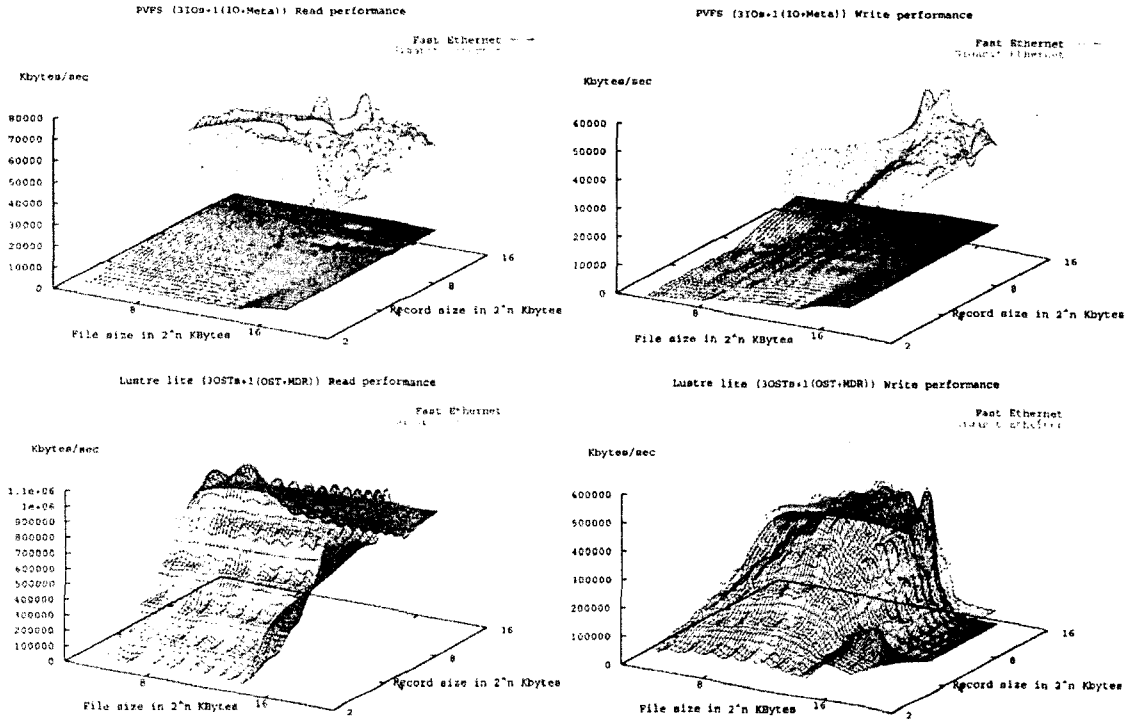 PVFS (3IOs+1(IO+Meta)) Read performance
Fast Ethernet
Kbytes/sec
80000
70000
60000
50000
40000
30000
20000
10000
0
8
16
File size in 2^n KBytes
2
4
8
16
Record size in 2^n Kbytes
PVFS (3IOs+1(IO+Meta)) Write performance
Fast Ethernet
Gigabit Ethernet
Kbytes/sec
60000
50000
40000
30000
20000
10000
0
8
16
File size in 2^n KBytes
2
4
8
16
Record size in 2^n Kbytes
Lustre lite (3OSTs+1(OST+MDR)) Read performance
Fast Ethernet
Kbytes/sec
1.1e+06
1e+06
900000
800000
700000
600000
500000
400000
300000
200000
100000
0
8
16
File size in 2^n KBytes
2
4
8
16
Record size in 2^n Kbytes
Lustre lite (3OSTs+1(OST+MDR)) Write performance
Fast Ethernet
Kbytes/sec
600000
500000
400000
300000
200000
100000
0
8
16
File size in 2^n KBytes
2
4
8
16
Record size in 2^n Kbytes